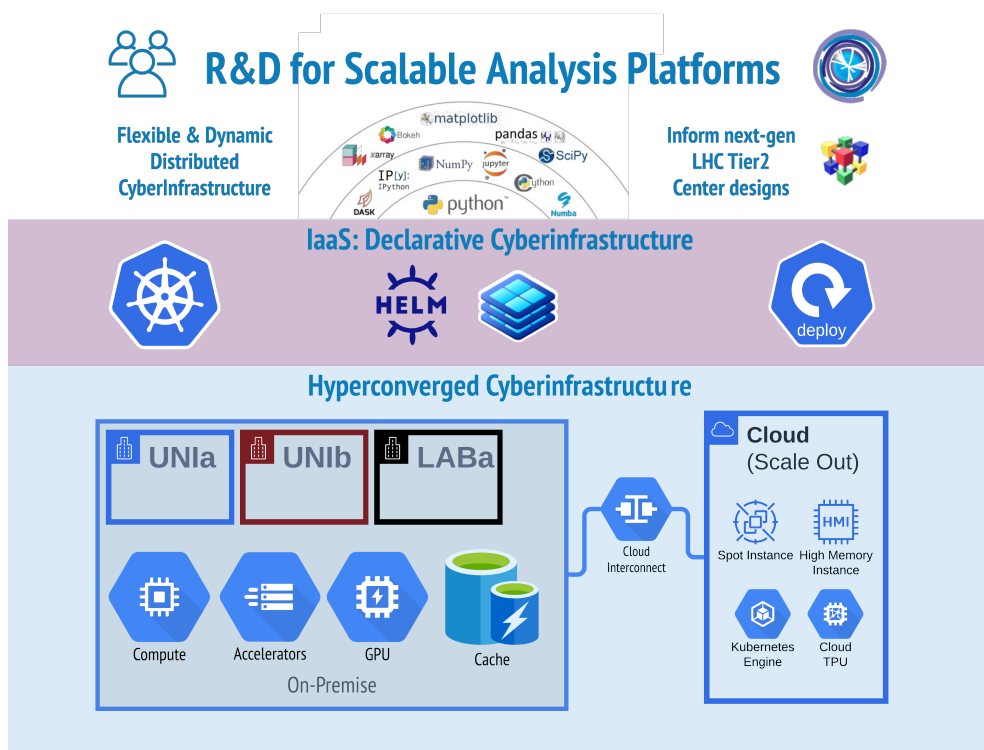 R&D for Scalable Analysis Platforms
Flexible & Dynamic
Distributed
CyberInfrastructure
matplotlib
Bokeh
pandas
xarray
NumPy
jupyter
SciPy
IP[y]:
IPython
Cython
DASK
python™
Numba
Inform next-gen
LHC Tier2
Center designs
IaaS: Declarative Cyberinfrastructure
HELM
deploy
Hyperconverged Cyberinfrastructure
UNIa
UNIb
LABa
Cloud
(Scale Out)
Cloud
Interconnect
HMI
Spot Instance
High Memory
Instance
Compute
Accelerators
GPU
Cache
Kubernetes
Engine
Cloud
TPU
On-Premise